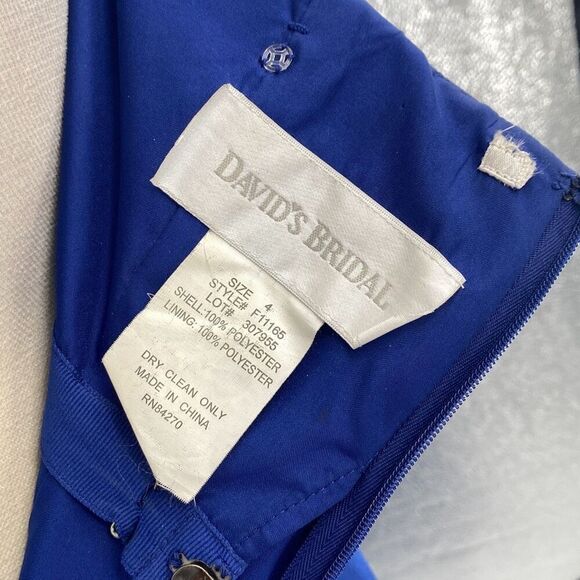 DAVID'S BRIDAL
SIZE 4
STYLE# F11165
LOT# 307955
SHELL:100% POLYESTER
LINING: 100% POLYESTER
DRY CLEAN ONLY
MADE IN CHINA
RN84270